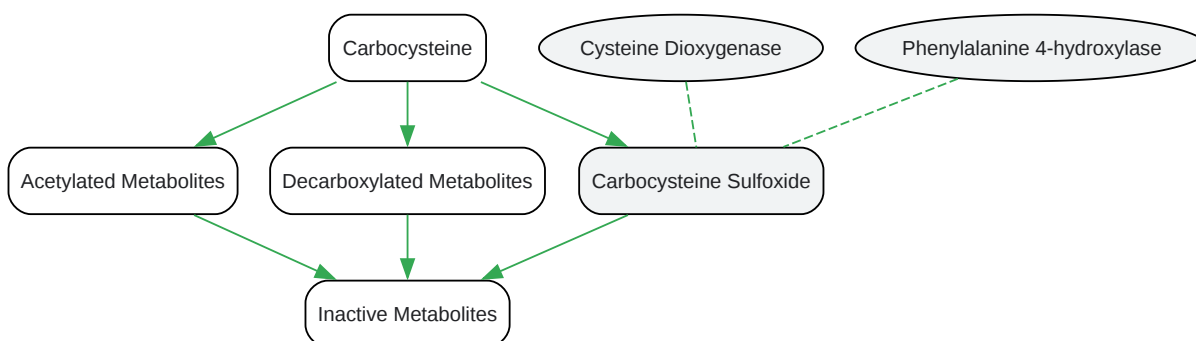 Carbocysteine
Cysteine Dioxygenase
Phenylalanine 4-hydroxylase
Acetylated Metabolites
Decarboxylated Metabolites
Carbocysteine Sulfoxide
Inactive Metabolites